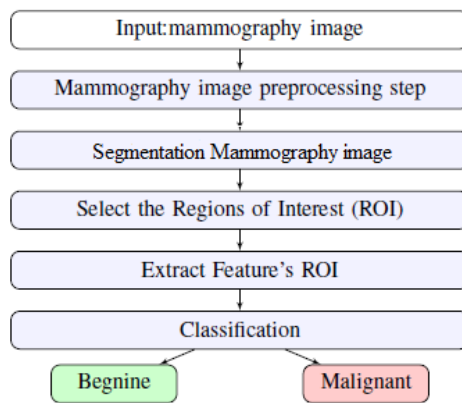 Input:mammography image
Mammography image preprocessing step
Segmentation Mammography image
Select the Regions of Interest (ROI)
Extract Feature's ROI
Classification
Begnine
Malignant